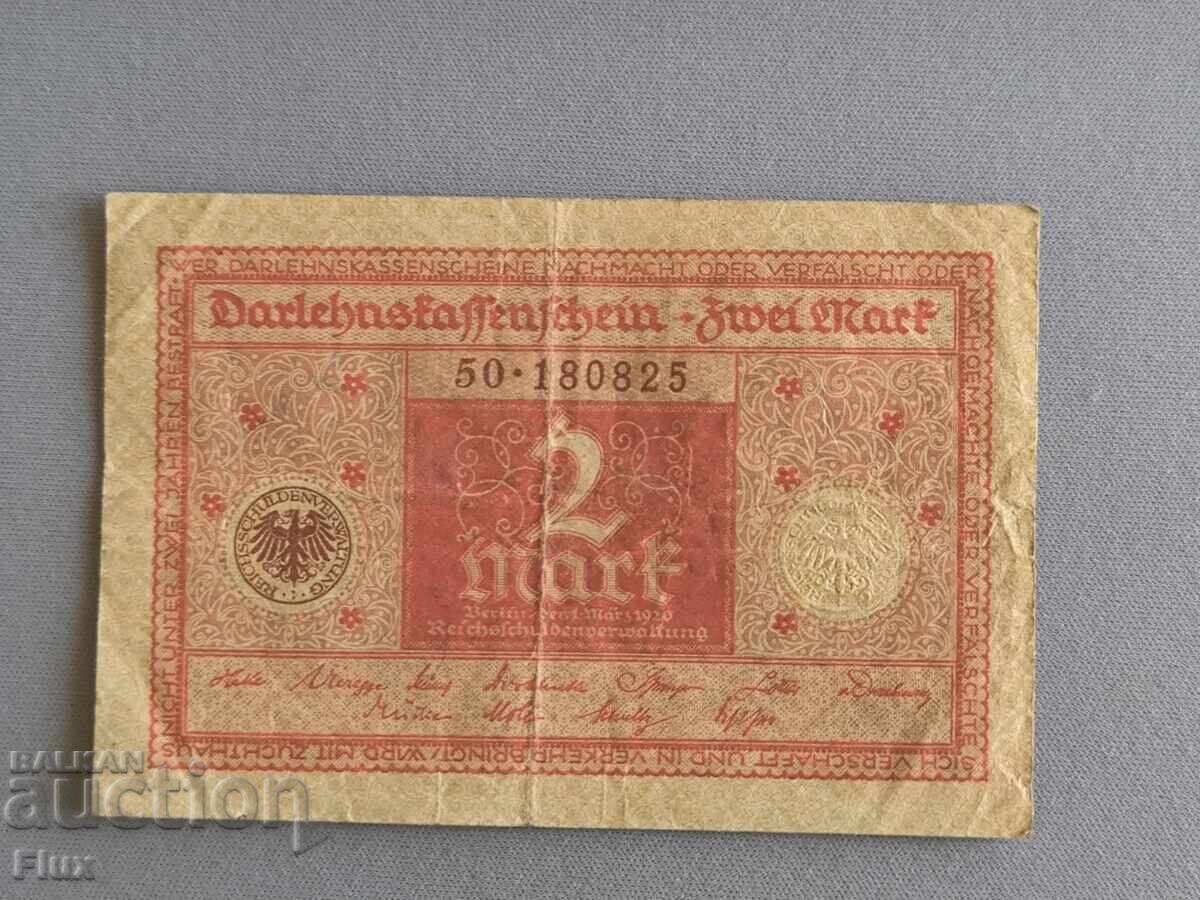 WER DARLEHNSKASSENSCHEINE NACHMACHT ODER VERFÄLSCHT ODER
NACHGEMACHTE ODER VERFÄLSCHTE
SICH VERSCHAFFT UND IN VERKEHR BRINGT, WIRD MIT ZUCHTHAUS
NICHT UNTER ZWEI JAHREN BESTRAFT
Darlehnskassenschein · Zwei Mark
50·180825
2
Mark
Berlin, den 1. März 1920
Reichsschuldenverwaltung
REICHSSCHULDENVERWALTUNG
BALKAN
auction
Flux